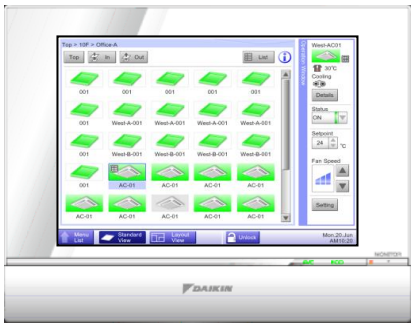 Top > 10F > Office-A
Top In Out List
001 001 001 001 001
001 West-A-001 West-A-001 West-A-001 West-A-001
001 West-B-001 West-B-001 West-B-001 West-B-001
001 AC-01 AC-01 AC-01 AC-01
AC-01 AC-01 AC-01 AC-01 AC-01
Operation Window
West-AC01
30°C
Cooling
Details
Status
ON
Setpoint
24 °C
Fan Speed
Setting
Menu List
Standard View
Layout View
Unlock
Mon,20 Jun
AM10:20
MONITOR
DAIKIN